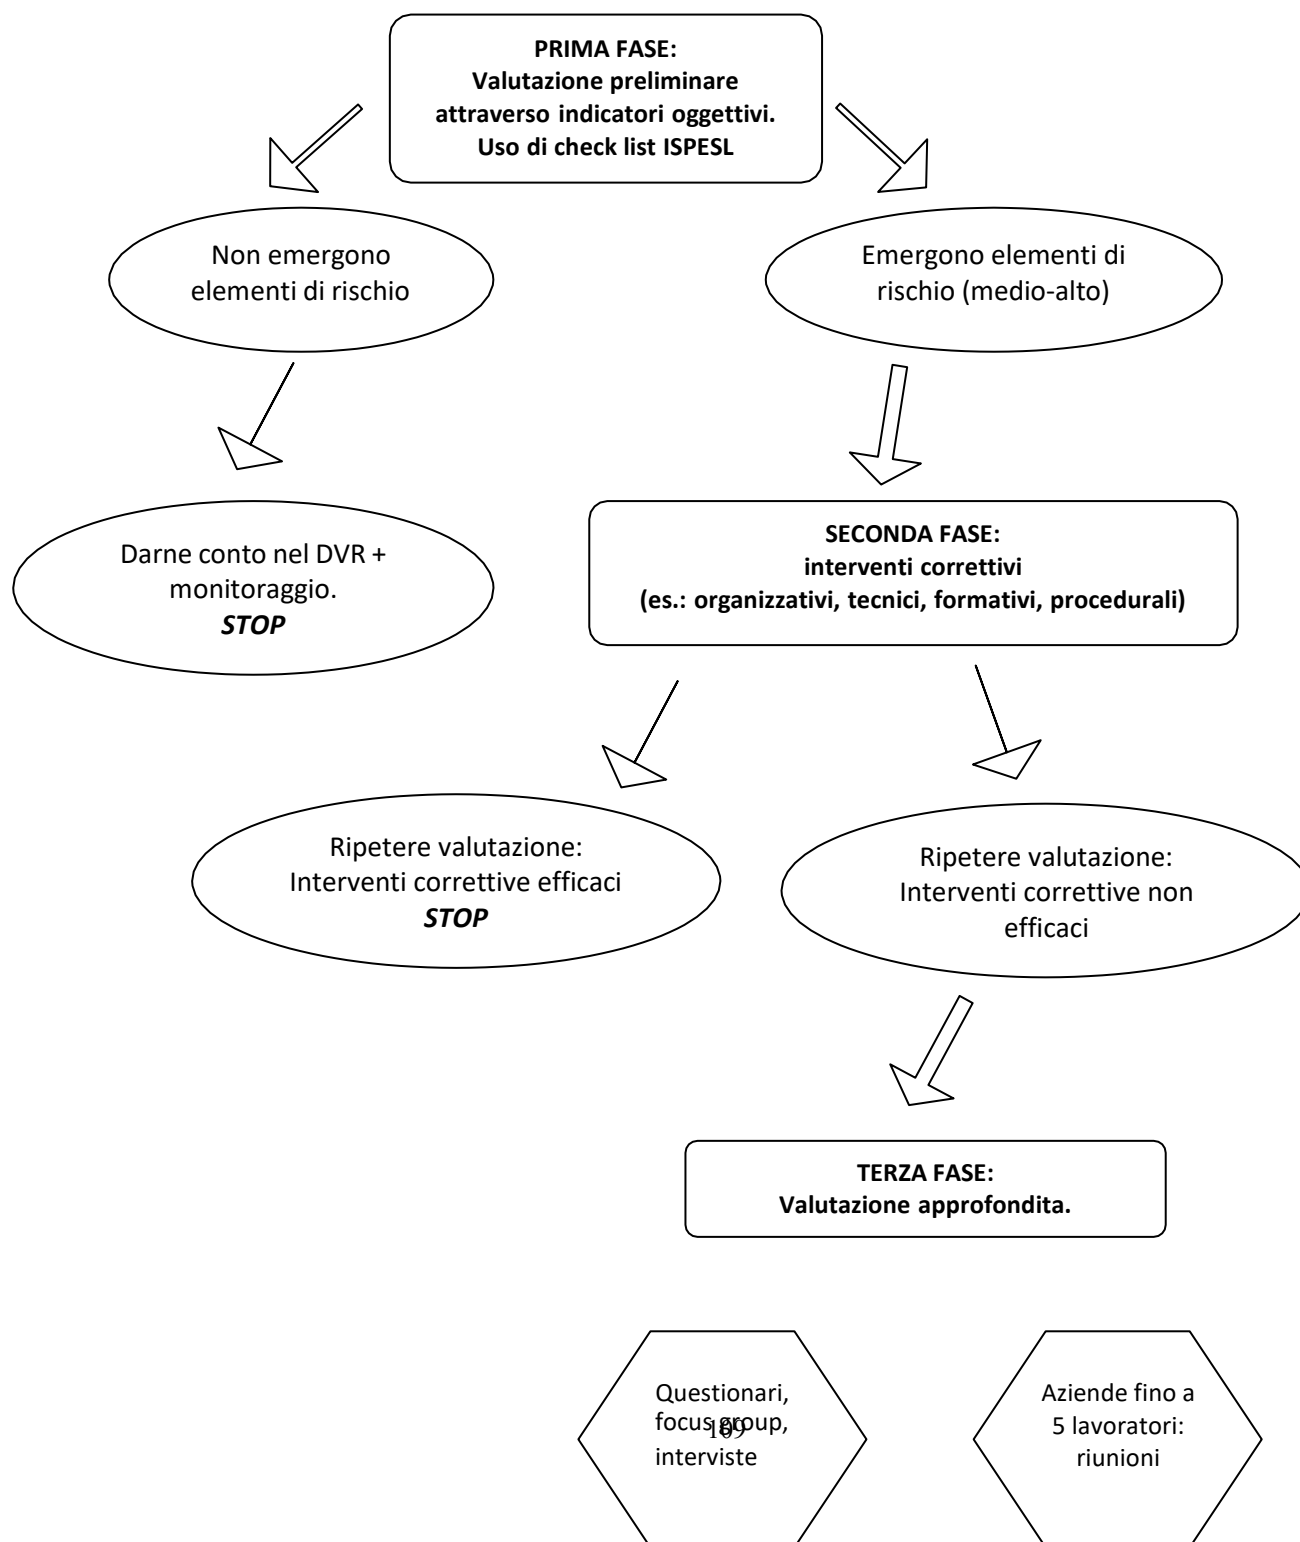 PRIMA FASE:
Valutazione preliminare
attraverso indicatori oggettivi.
Uso di check list ISPESL
Non emergono
elementi di rischio
Emergono elementi di
rischio (medio-alto)
Darne conto nel DVR +
monitoraggio.
STOP
SECONDA FASE:
interventi correttivi
(es.: organizzativi, tecnici, formativi, procedurali)
Ripetere valutazione:
Interventi correttive efficaci
STOP
Ripetere valutazione:
Interventi correttive non
efficaci
TERZA FASE:
Valutazione approfondita.
Questionari,
focus group,
interviste
169
Aziende fino a
5 lavoratori:
riunioni